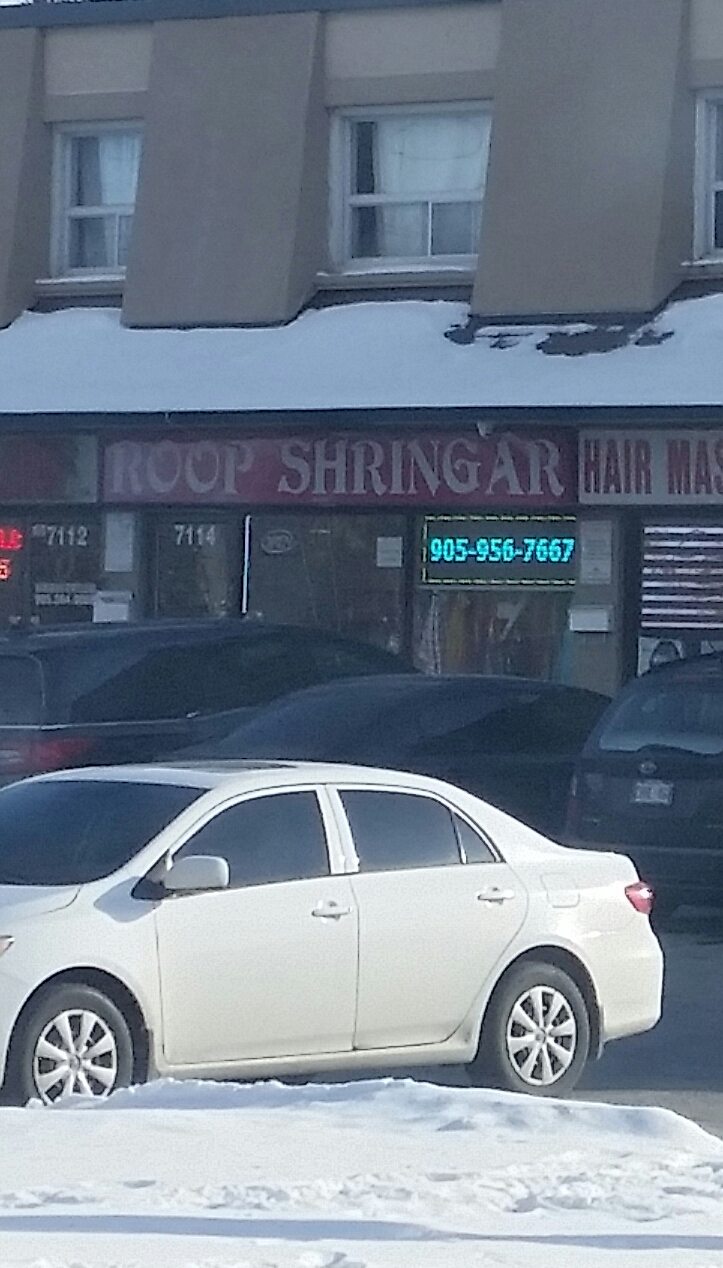 ROOP SHRINGAR
HAIR MAS
7112
7114
905-956-7667